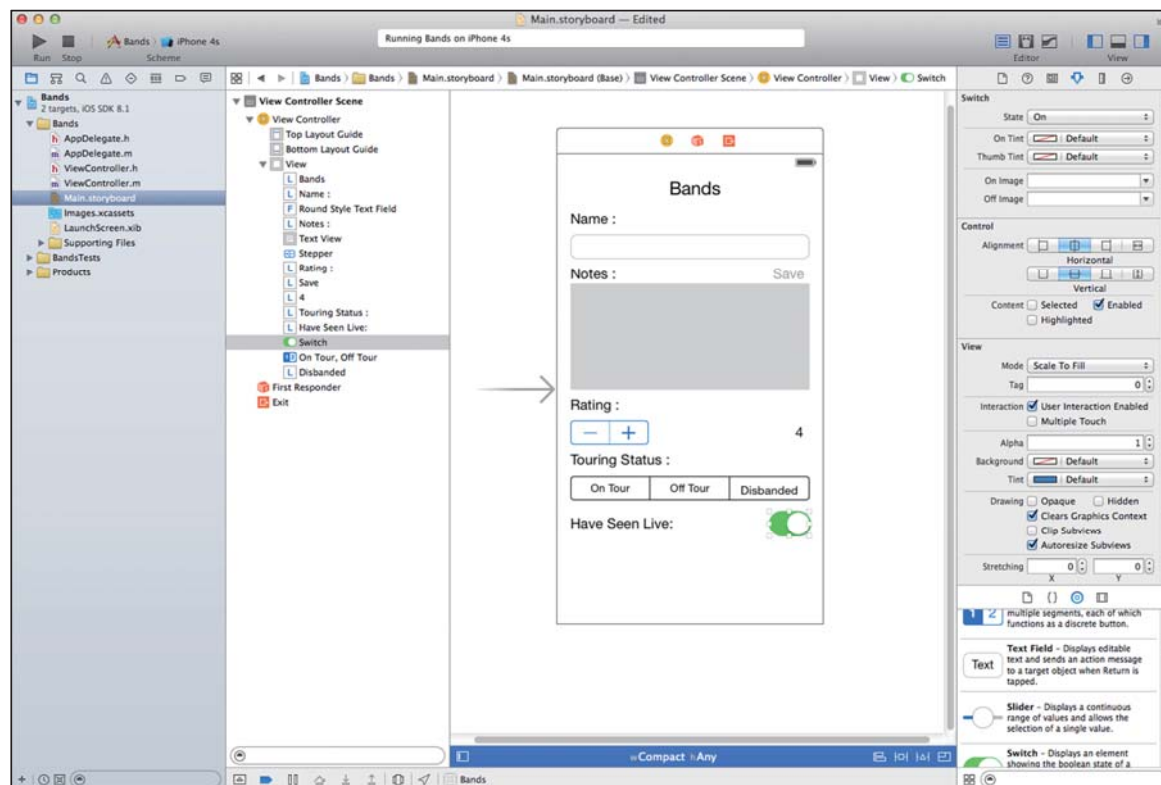 Main.storyboard — Edited
Run Stop
Bands iPhone 4s
Scheme
Running Bands on iPhone 4s
Editor View
Bands
2 targets, iOS SDK 8.1
Bands
h AppDelegate.h
m AppDelegate.m
h ViewController.h
m ViewController.m
Main.storyboard
Images.xcassets
LaunchScreen.xib
Supporting Files
BandsTests
Products
Bands Bands Main.storyboard Main.storyboard (Base) View Controller Scene View Controller View Switch
View Controller Scene
View Controller
Top Layout Guide
Bottom Layout Guide
View
L Bands
L Name :
F Round Style Text Field
L Notes :
Text View
Stepper
L Rating :
L Save
L 4
L Touring Status :
L Have Seen Live:
Switch
1 2 On Tour, Off Tour
L Disbanded
First Responder
Exit
Bands
Name :
Notes : Save
Rating :
− + 4
Touring Status :
On Tour Off Tour Disbanded
Have Seen Live:
wCompact hAny
Bands
Switch
State On
On Tint Default
Thumb Tint Default
On Image
Off Image
Control
Alignment
Horizontal
Vertical
Content Selected Enabled
Highlighted
View
Mode Scale To Fill
Tag 0
Interaction User Interaction Enabled
Multiple Touch
Alpha 1
Background Default
Tint Default
Drawing Opaque Hidden
Clears Graphics Context
Clip Subviews
Autoresize Subviews
Stretching 0 0
X Y
1 2 multiple segments, each of which
functions as a discrete button.
Text
Text Field - Displays editable
text and sends an action message
to a target object when Return is
tapped.
Slider - Displays a continuous
range of values and allows the
selection of a single value.
Switch - Displays an element
showing the boolean state of a